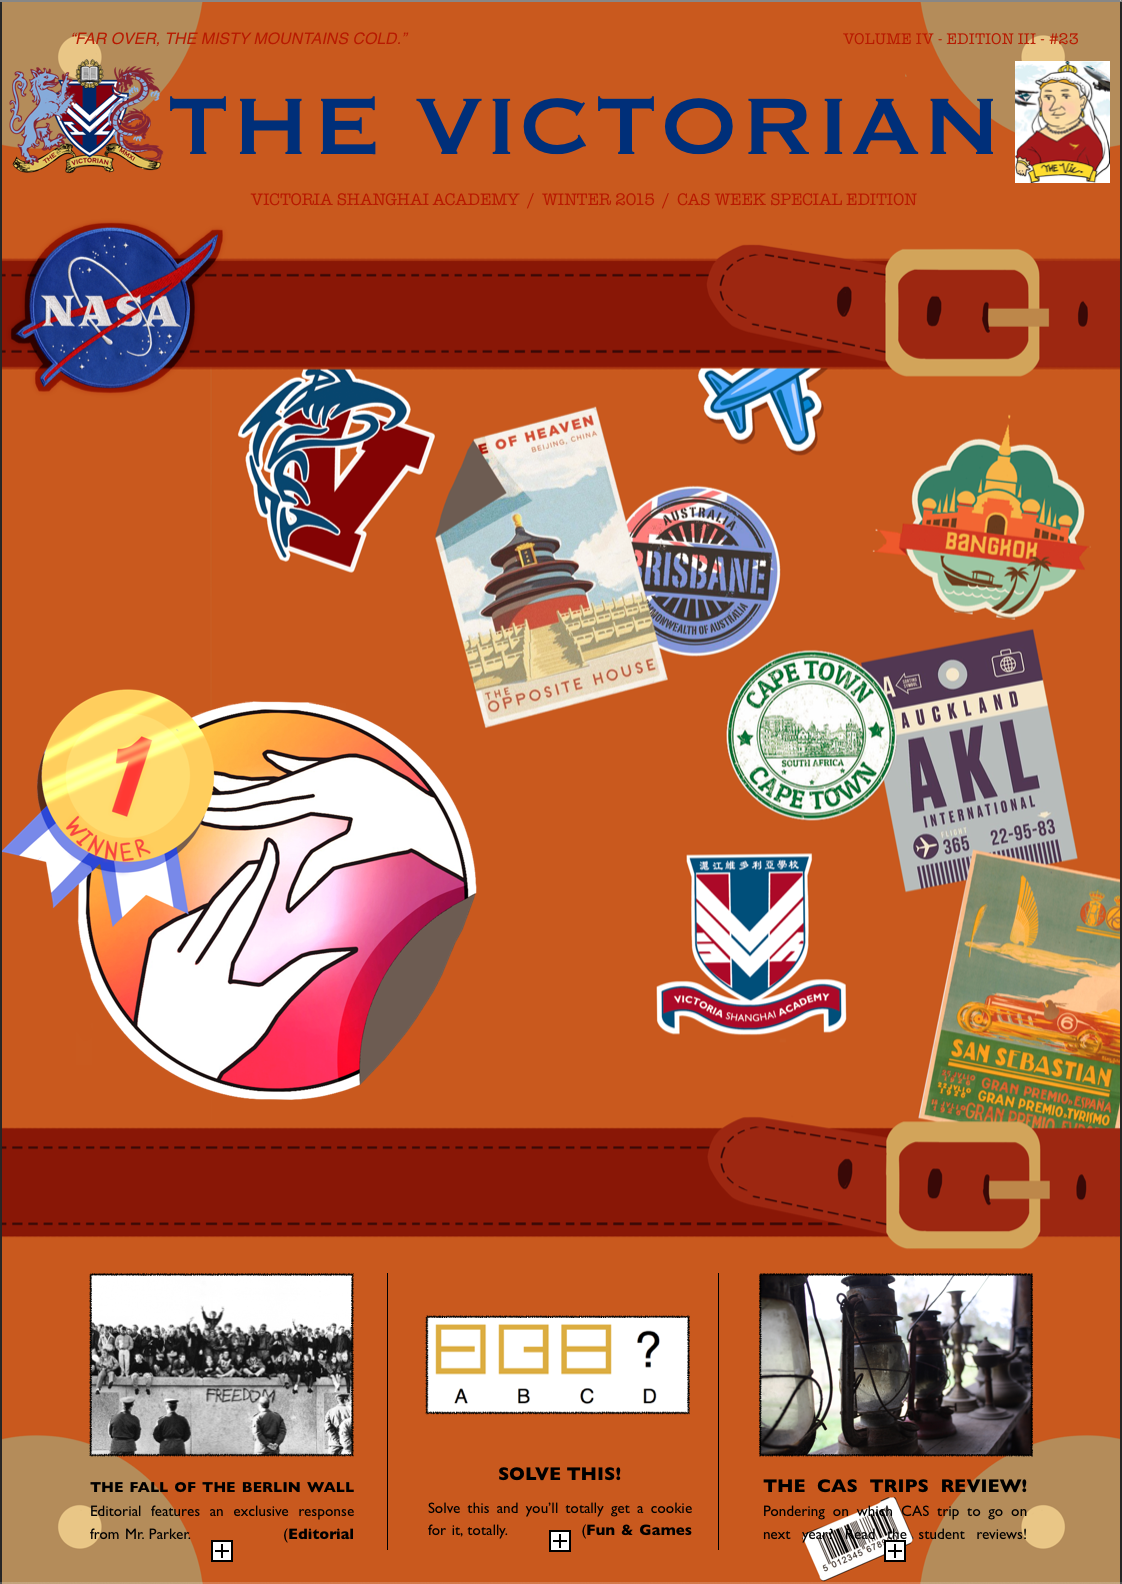 “FAR OVER, THE MISTY MOUNTAINS COLD.”
VOLUME IV - EDITION III - #23
THE VICTORIAN
THE VICTORIAN MMXI
THE Vic
VICTORIA SHANGHAI ACADEMY / WINTER 2015 / CAS WEEK SPECIAL EDITION
NASA
V
E OF HEAVEN
BEIJING, CHINA
THE
OPPOSITE HOUSE
AUSTRALIA
BRISBANE
MONWEALTH OF AUSTRALIA
BANGKOK
CAPE TOWN
SOUTH AFRICA
CAPE TOWN
A
AUCKLAND
AKL
INTERNATIONAL
FLIGHT
365
22-95-83
1
WINNER
滬江維多利亞學校
VICTORIA SHANGHAI ACADEMY
6
SAN SEBASTIAN
GRAN PREMIO DE ESPAÑA
GRAN PREMIO DE TVRISMO
GRAN PREMIO
FREEDOM
THE FALL OF THE BERLIN WALL
Editorial features an exclusive response
from Mr. Parker. (Editorial
?
A B C D
SOLVE THIS!
Solve this and you’ll totally get a cookie
for it, totally. (Fun & Games
THE CAS TRIPS REVIEW!
Pondering on which CAS trip to go on
next year? Read the student reviews!
5 012345 678